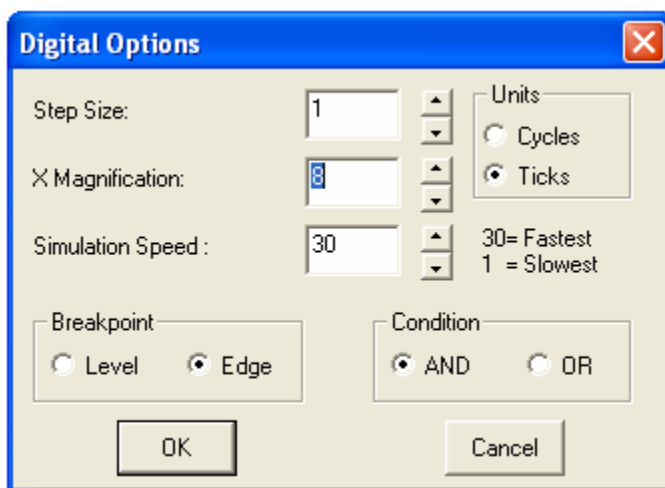 Digital Options
Step Size:
1
Units
Cycles
Ticks
X Magnification:
8
Simulation Speed :
30
30= Fastest
1 = Slowest
Breakpoint
Level
Edge
Condition
AND
OR
OK
Cancel